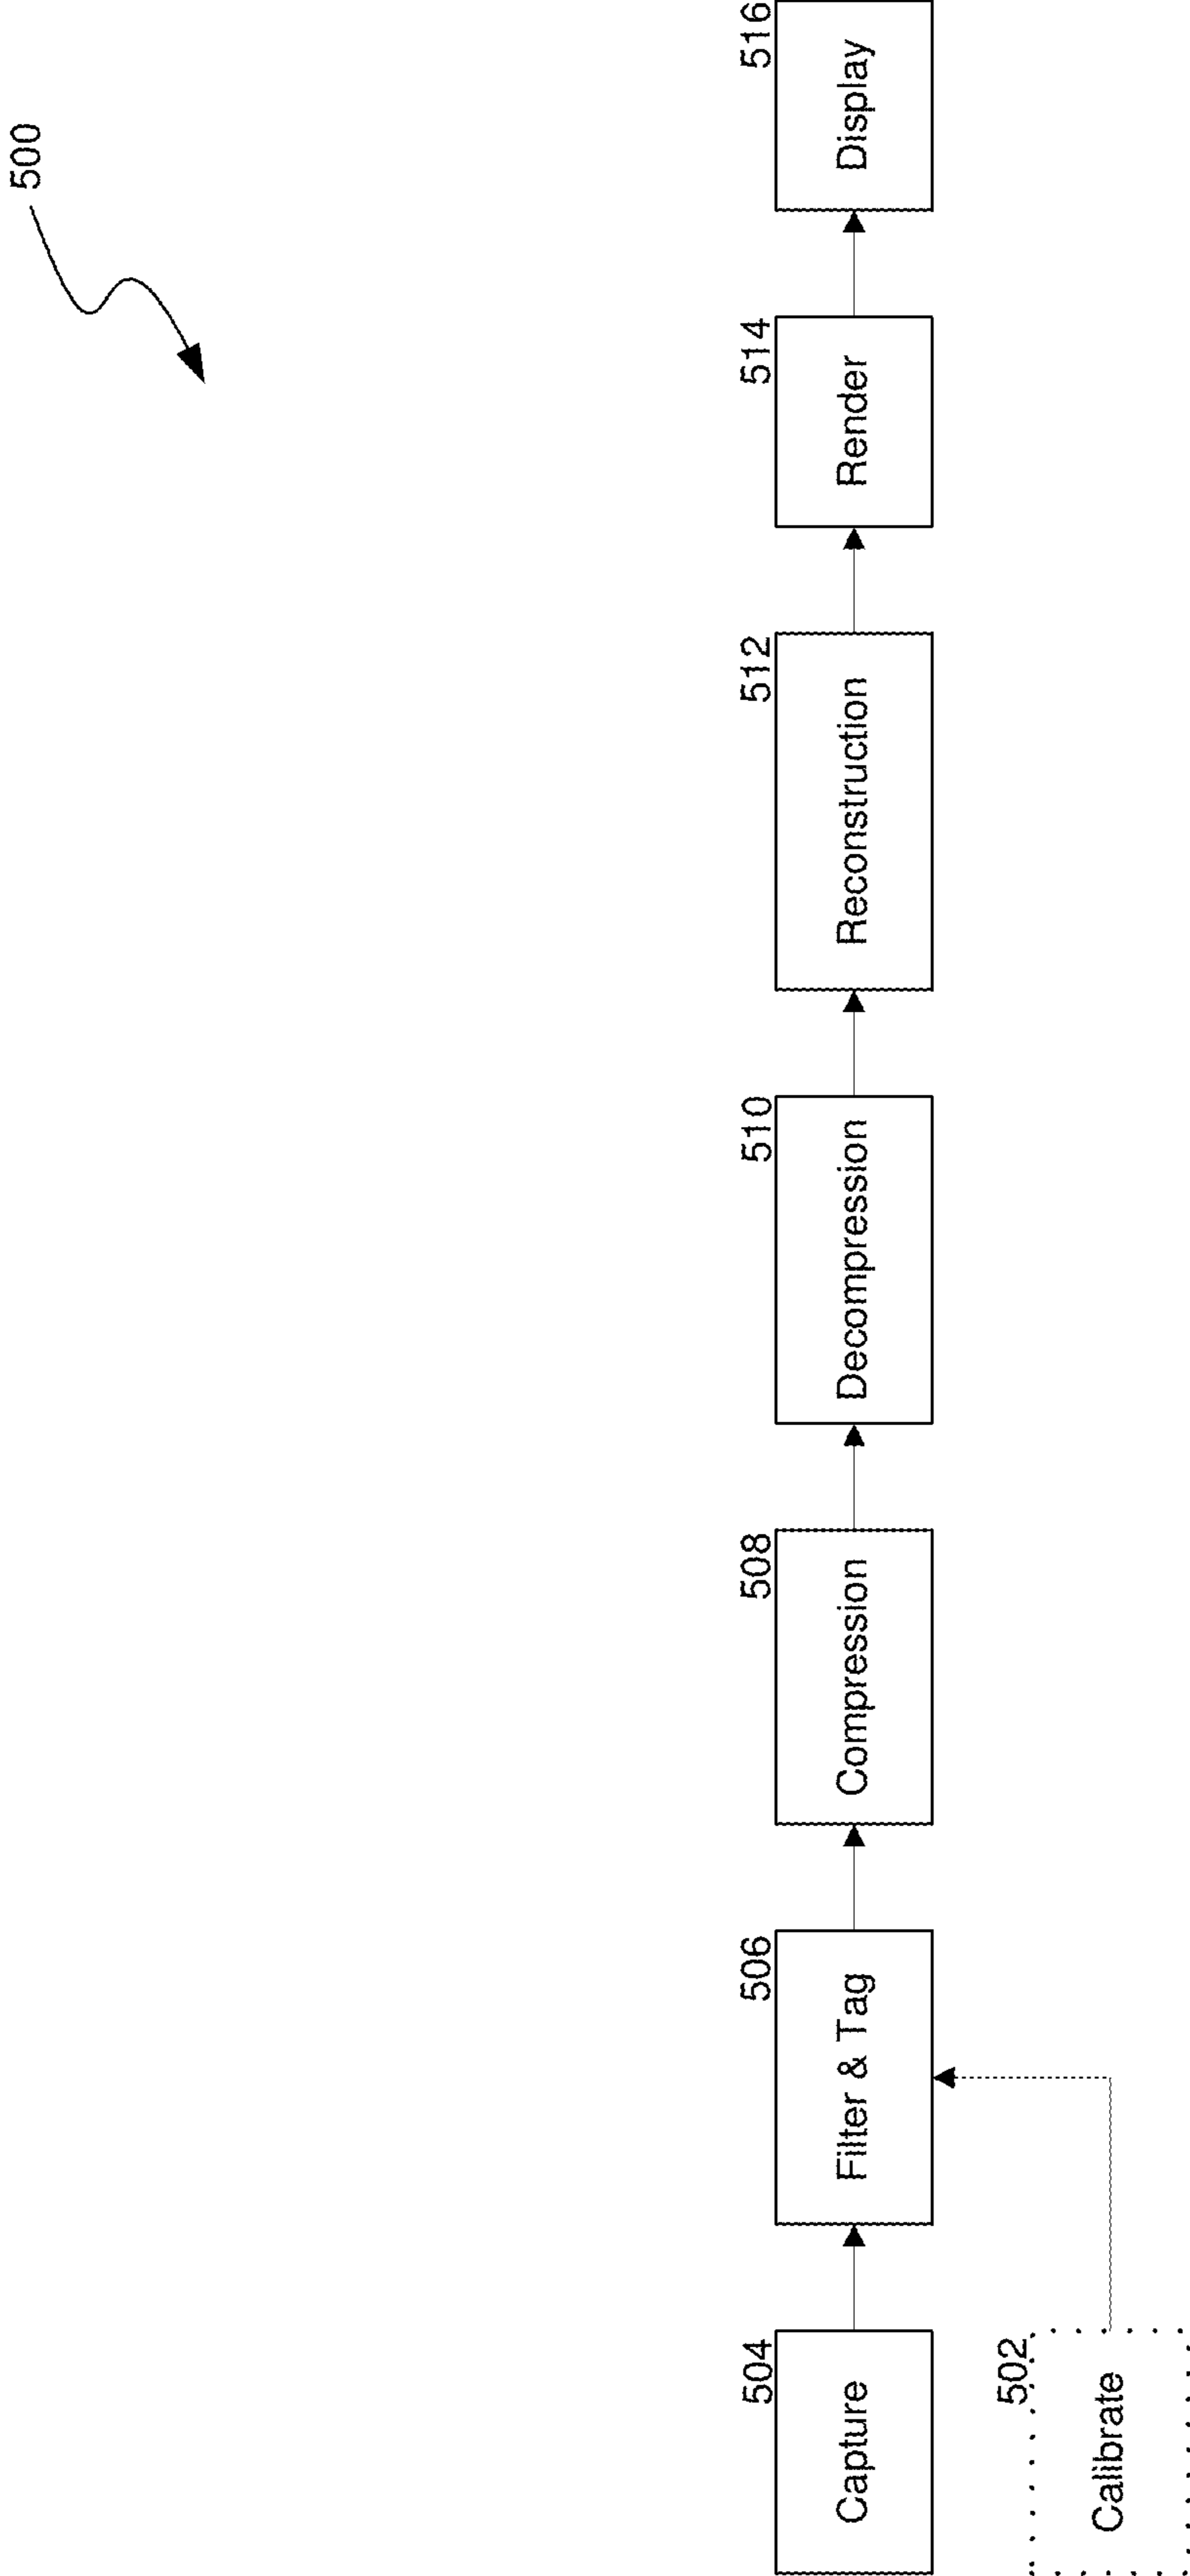 500
504
Capture
506
Filter & Tag
508
Compression
510
Decompression
512
Reconstruction
514
Render
516
Display
502
Calibrate